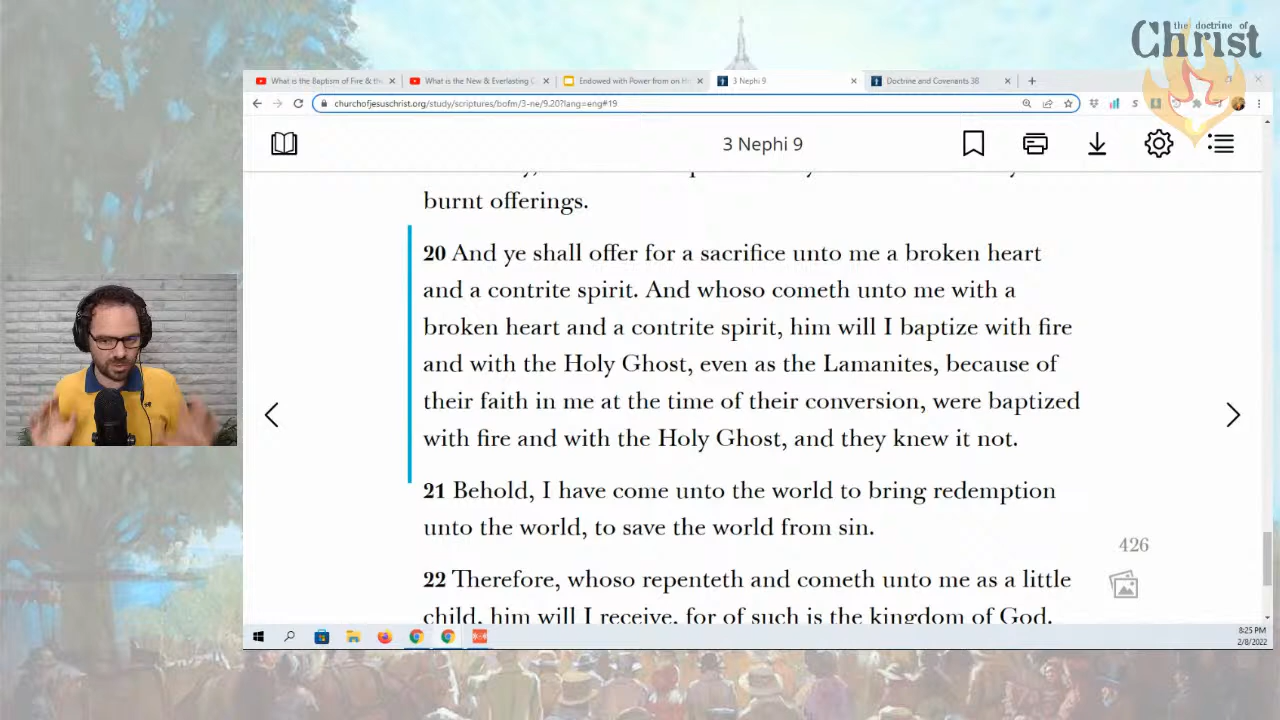 the doctrine of
Christ
What is the Baptism of Fire & th
What is the New & Everlasting C
Endowed with Power from on Hi
3 Nephi 9
Doctrine and Covenants 38
churchofjesuschrist.org/study/scriptures/bofm/3-ne/9.20?lang=eng#19
3 Nephi 9
burnt offerings.
20 And ye shall offer for a sacrifice unto me a broken heart
and a contrite spirit. And whoso cometh unto me with a
broken heart and a contrite spirit, him will I baptize with fire
and with the Holy Ghost, even as the Lamanites, because of
their faith in me at the time of their conversion, were baptized
with fire and with the Holy Ghost, and they knew it not.
21 Behold, I have come unto the world to bring redemption
unto the world, to save the world from sin.
426
22 Therefore, whoso repenteth and cometh unto me as a little
child, him will I receive, for of such is the kingdom of God.
8:25 PM
2/8/2022